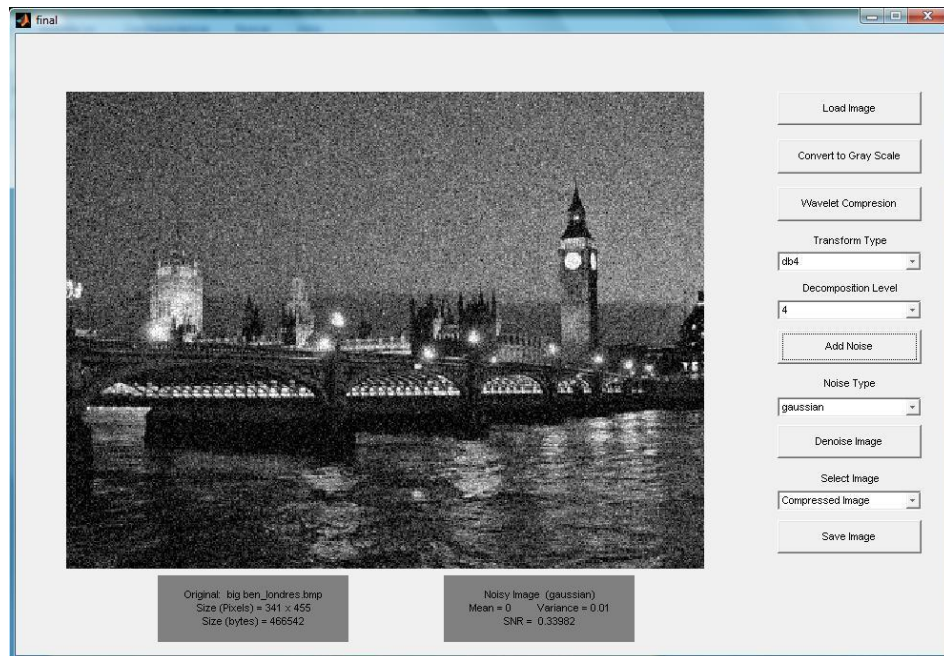 final
Load Image
Convert to Gray Scale
Wavelet Compresion
Transform Type
db4
Decomposition Level
4
Add Noise
Noise Type
gaussian
Denoise Image
Select Image
Compressed Image
Save Image
Original: big ben_londres.bmp
Size (Pixels) = 341 x 455
Size (bytes) = 466542
Noisy Image (gaussian)
Mean = 0 Variance = 0.01
SNR = 0.33982